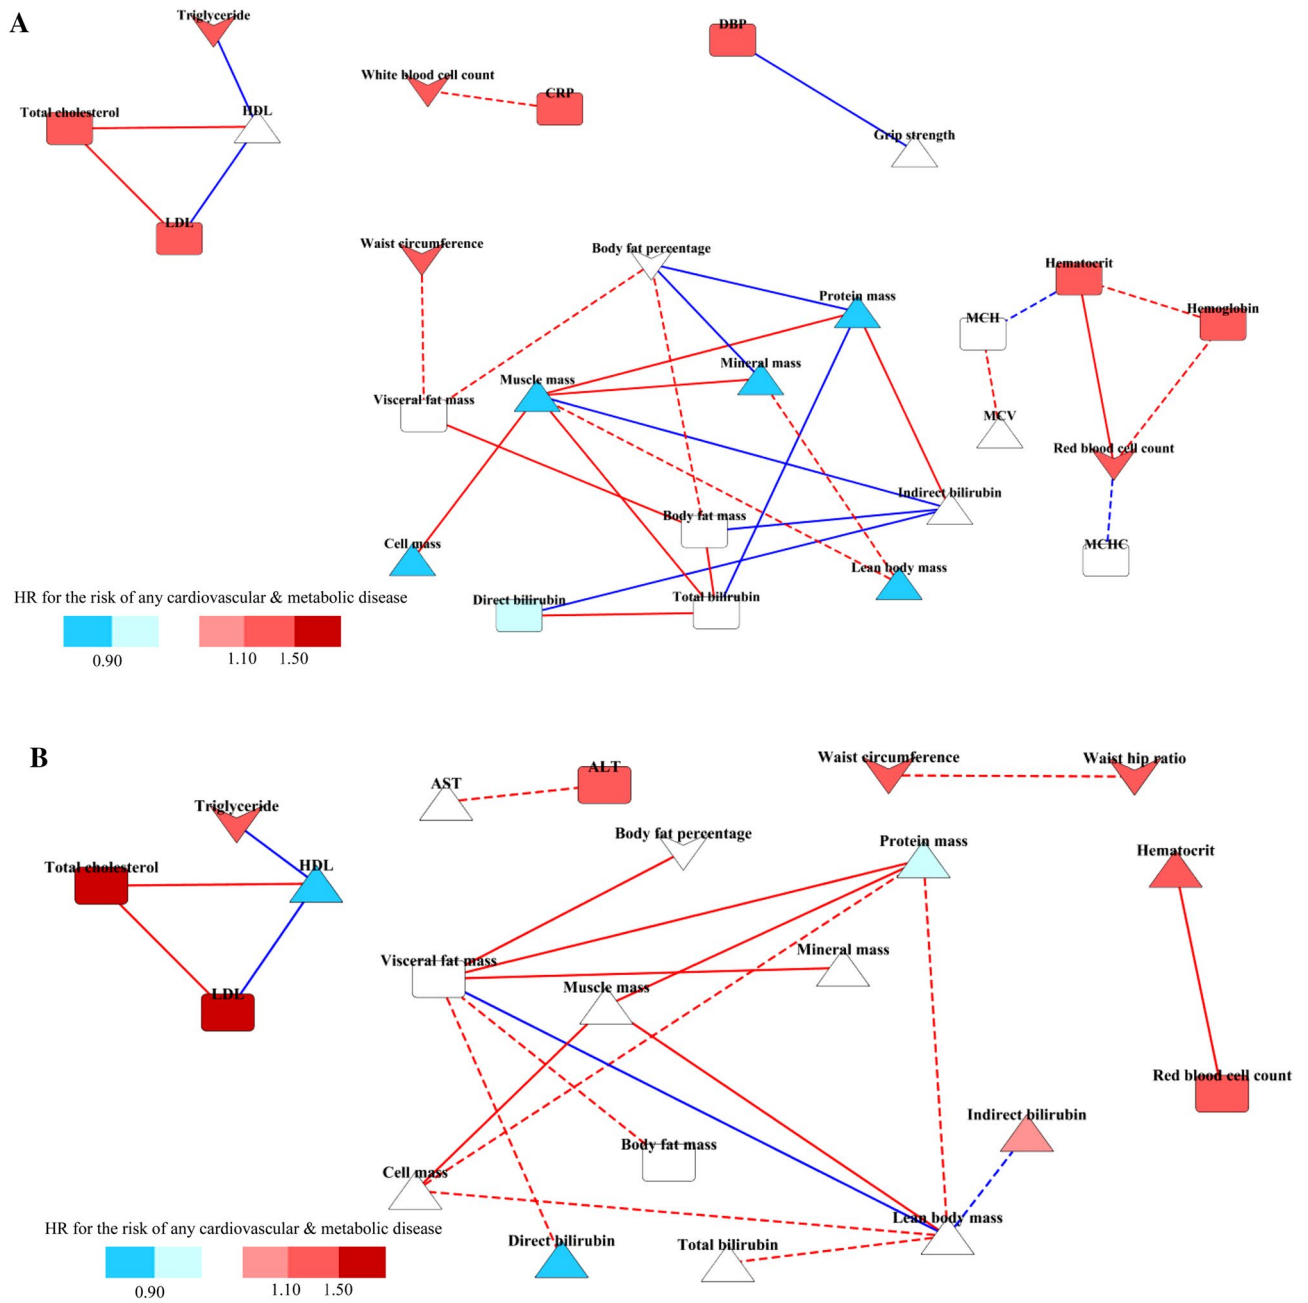 A
Triglyceride
DBP
White blood cell count
CRP
Total cholesterol
HDL
Grip strength
LDL
Waist circumference
Body fat percentage
Hematocrit
Protein mass
Hemoglobin
MCH
Mineral mass
Muscle mass
Visceral fat mass
MCV
Red blood cell count
Indirect bilirubin
Body fat mass
Cell mass
MCHC
Lean body mass
Direct bilirubin
Total bilirubin
HR for the risk of any cardiovascular & metabolic disease
0.90
1.10
1.50
B
Waist circumference
Waist hip ratio
ALT
AST
Triglyceride
Body fat percentage
Protein mass
Hematocrit
Total cholesterol
HDL
Mineral mass
Visceral fat mass
Muscle mass
LDL
Red blood cell count
Indirect bilirubin
Body fat mass
Cell mass
Lean body mass
Direct bilirubin
Total bilirubin
HR for the risk of any cardiovascular & metabolic disease
0.90
1.10
1.50